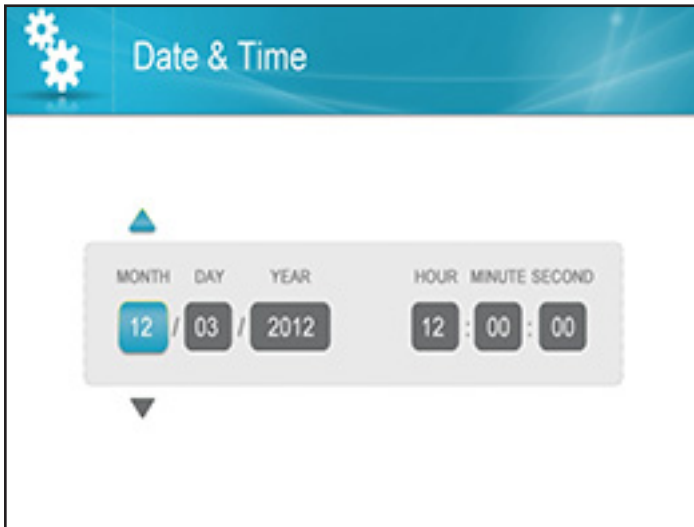 Date & Time
MONTH DAY YEAR HOUR MINUTE SECOND
12 / 03 / 2012 12 : 00 : 00